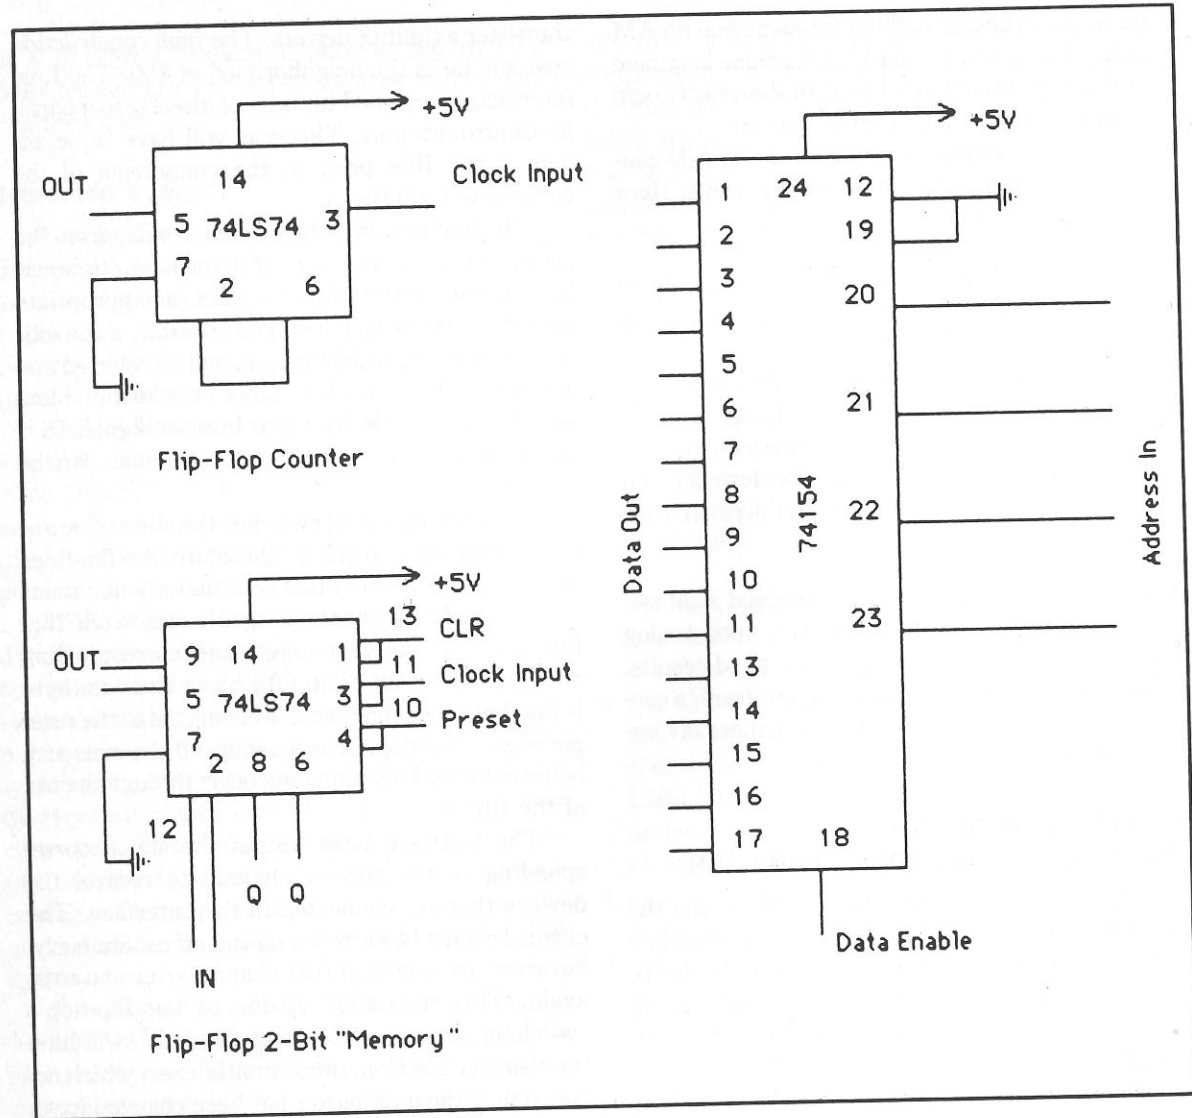 +5V
OUT
14
Clock Input
5 74LS74 3
7
2 6
Flip-Flop Counter
+5V
13
CLR
OUT
9 14 1
11
Clock Input
5 74LS74 3
10
Preset
7 4
2 8 6
12
Q Q
IN
Flip-Flop 2-Bit "Memory"
+5V
1 24 12
2 19
3
20
4
5
6 21
7
8
9 22
10
11 23
13
14
15
16
17 18
74154
Data Out
Address In
Data Enable